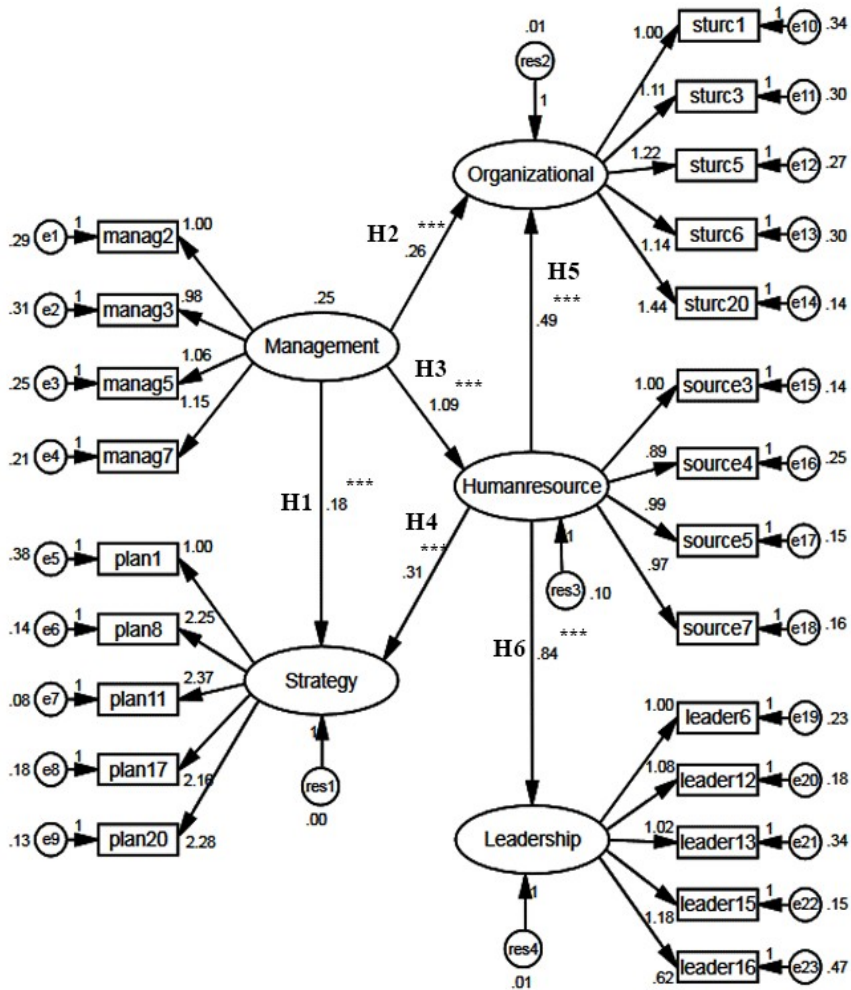 .01
res2
1
Organizational
1.00
sturc1
1
e10
.34
1.11
sturc3
1
e11
.30
1.22
sturc5
1
e12
.27
1.14
sturc6
1
e13
.30
1.44
sturc20
1
e14
.14
.29
e1
1
manag2
1.00
.31
e2
1
manag3
.98
.25
e3
1
manag5
1.06
.21
e4
1
manag7
1.15
.25
Management
H2
***
.26
H5
***
.49
H3
***
1.09
H1
***
.18
H4
***
.31
Humanresource
1
res3
.10
***
H6
.84
1.00
source3
1
e15
.14
.89
source4
1
e16
.25
.99
source5
1
e17
.15
.97
source7
1
e18
.16
.38
e5
1
plan1
1.00
.14
e6
1
plan8
2.25
.08
e7
1
plan11
2.37
.18
e8
1
plan17
2.16
.13
e9
1
plan20
2.28
Strategy
1
res1
.00
Leadership
1
res4
.01
1.00
leader6
1
e19
.23
1.08
leader12
1
e20
.18
1.02
leader13
1
e21
.34
1.18
leader15
1
e22
.15
.62
leader16
1
e23
.47